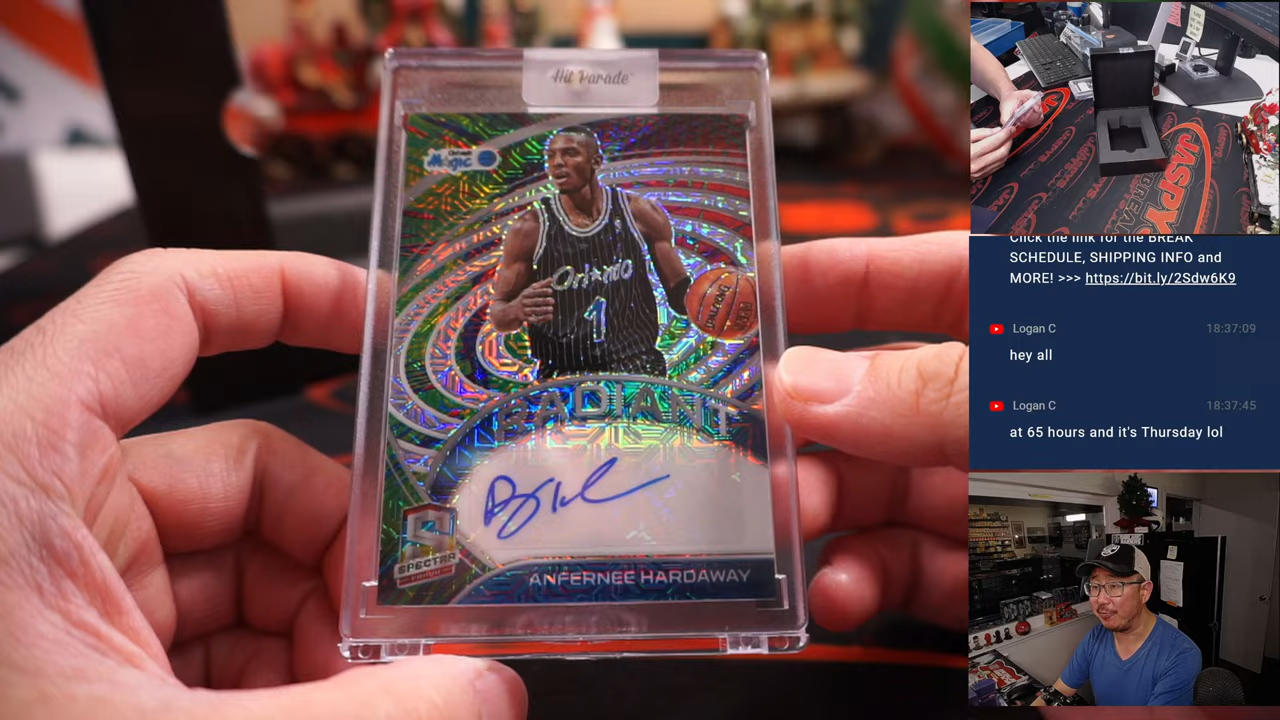 Hit Parade
Orlando
Magic
Orlando
1
RADIANT
SPECTRA
ANFERNEE HARDAWAY
JASPY'S
Click the link for the BREAK
SCHEDULE, SHIPPING INFO and
MORE! >>> https://bit.ly/2Sdw6K9
Logan C
18:37:09
hey all
Logan C
18:37:45
at 65 hours and it's Thursday lol